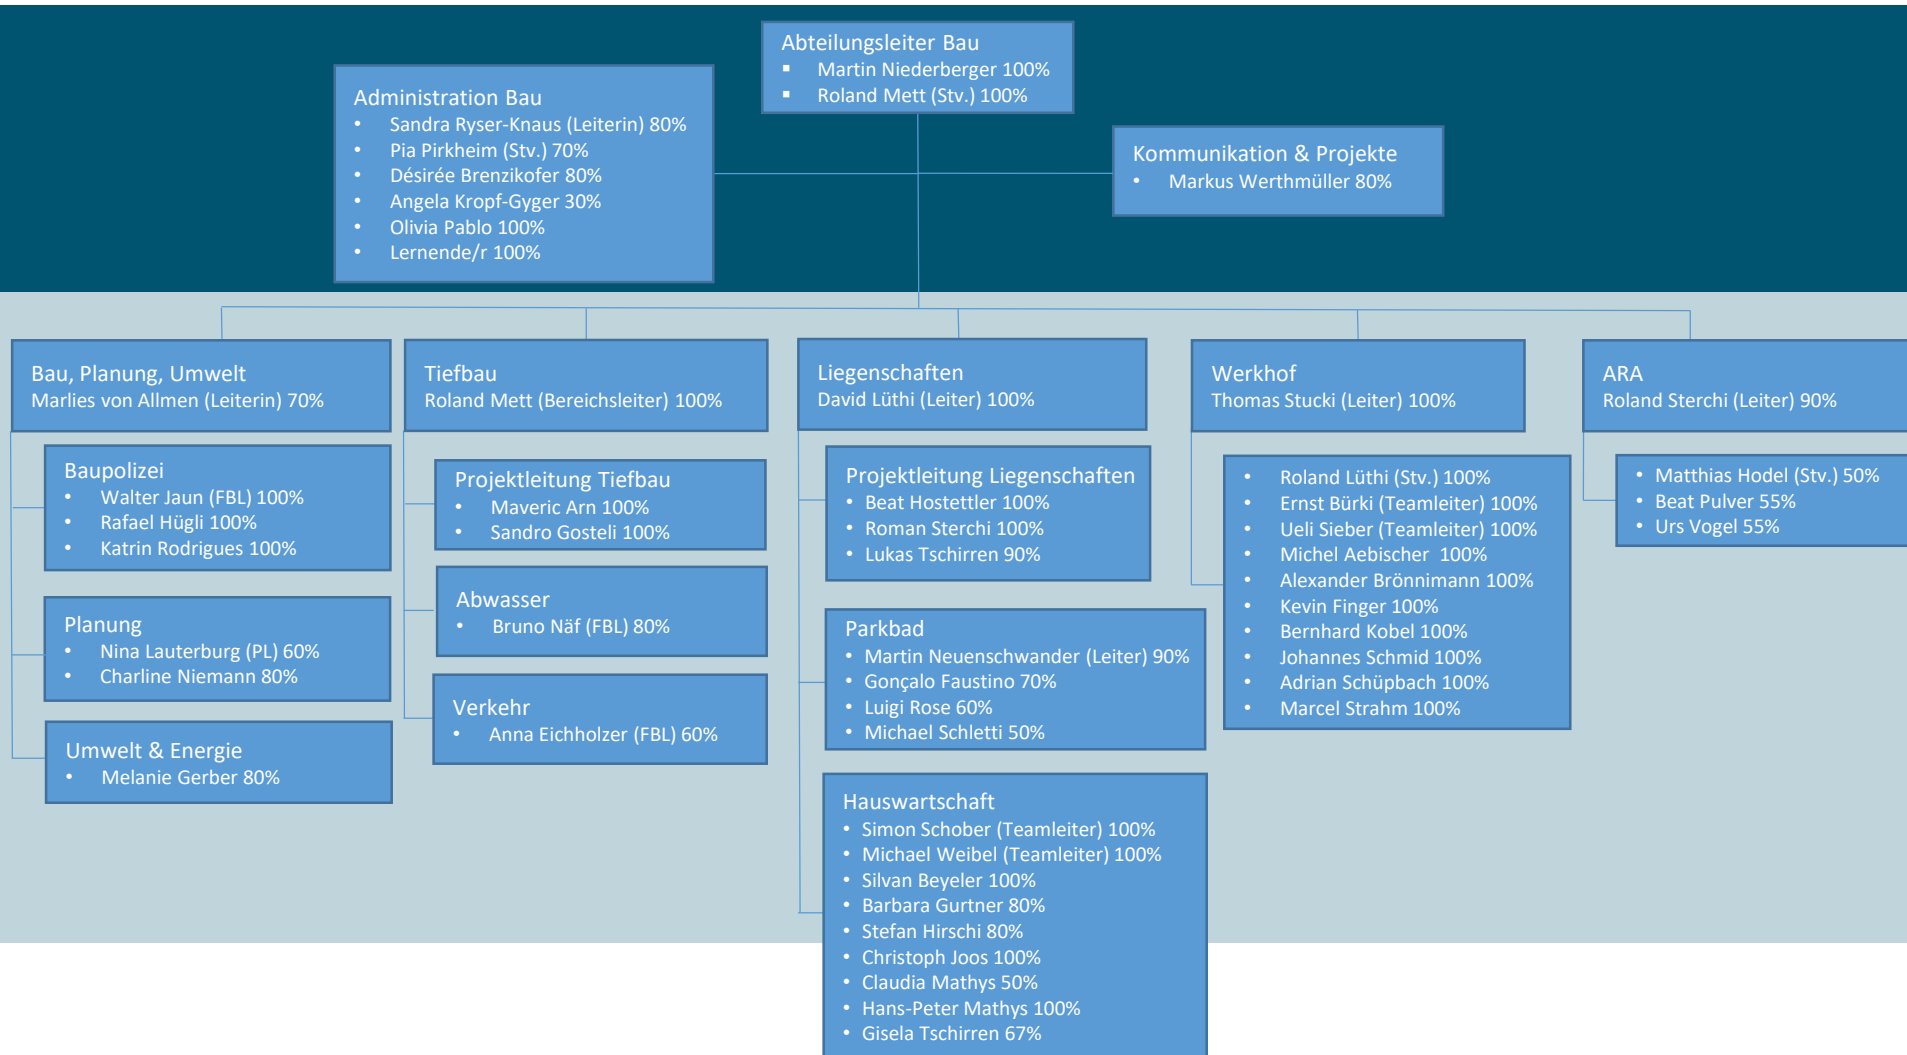 Abteilungsleiter Bau
▪ Martin Niederberger 100%
▪ Roland Mett (Stv.) 100%
Administration Bau
• Sandra Ryser-Knaus (Leiterin) 80%
• Pia Pirkheim (Stv.) 70%
• Désirée Brenzikofer 80%
• Angela Kropf-Gyger 30%
• Olivia Pablo 100%
• Lernende/r 100%
Kommunikation & Projekte
• Markus Werthmüller 80%
Bau, Planung, Umwelt
Marlies von Allmen (Leiterin) 70%
Baupolizei
• Walter Jaun (FBL) 100%
• Rafael Hügli 100%
• Katrin Rodrigues 100%
Planung
• Nina Lauterburg (PL) 60%
• Charline Niemann 80%
Umwelt & Energie
• Melanie Gerber 80%
Tiefbau
Roland Mett (Bereichsleiter) 100%
Projektleitung Tiefbau
• Maveric Arn 100%
• Sandro Gosteli 100%
Abwasser
• Bruno Näf (FBL) 80%
Verkehr
• Anna Eichholzer (FBL) 60%
Liegenschaften
David Lüthi (Leiter) 100%
Projektleitung Liegenschaften
• Beat Hostettler 100%
• Roman Sterchi 100%
• Lukas Tschirren 90%
Parkbad
• Martin Neuenschwander (Leiter) 90%
• Gonçalo Faustino 70%
• Luigi Rose 60%
• Michael Schletti 50%
Hauswartschaft
• Simon Schober (Teamleiter) 100%
• Michael Weibel (Teamleiter) 100%
• Silvan Beyeler 100%
• Barbara Gurtner 80%
• Stefan Hirschi 80%
• Christoph Joos 100%
• Claudia Mathys 50%
• Hans-Peter Mathys 100%
• Gisela Tschirren 67%
Werkhof
Thomas Stucki (Leiter) 100%
• Roland Lüthi (Stv.) 100%
• Ernst Bürki (Teamleiter) 100%
• Ueli Sieber (Teamleiter) 100%
• Michel Aebischer 100%
• Alexander Brönnimann 100%
• Kevin Finger 100%
• Bernhard Kobel 100%
• Johannes Schmid 100%
• Adrian Schüpbach 100%
• Marcel Strahm 100%
ARA
Roland Sterchi (Leiter) 90%
• Matthias Hodel (Stv.) 50%
• Beat Pulver 55%
• Urs Vogel 55%